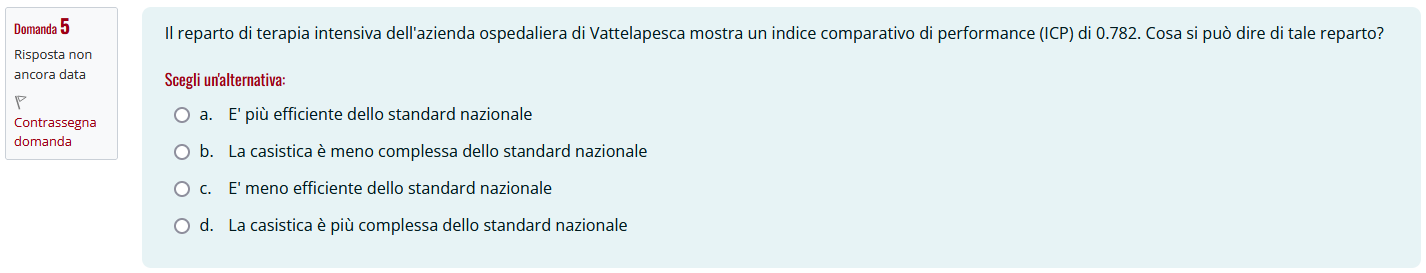 Domanda 5
Risposta non
ancora data
Contrassegna
domanda
Il reparto di terapia intensiva dell'azienda ospedaliera di Vattelapesca mostra un indice comparativo di performance (ICP) di 0.782. Cosa si può dire di tale reparto?
Scegli un'alternativa:
a. E' più efficiente dello standard nazionale
b. La casistica è meno complessa dello standard nazionale
c. E' meno efficiente dello standard nazionale
d. La casistica è più complessa dello standard nazionale